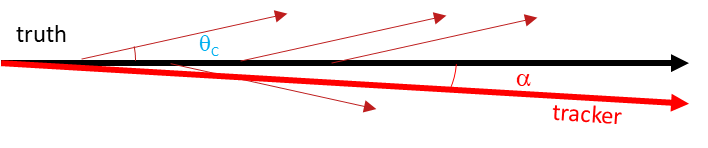 truth
θc
α
tracker